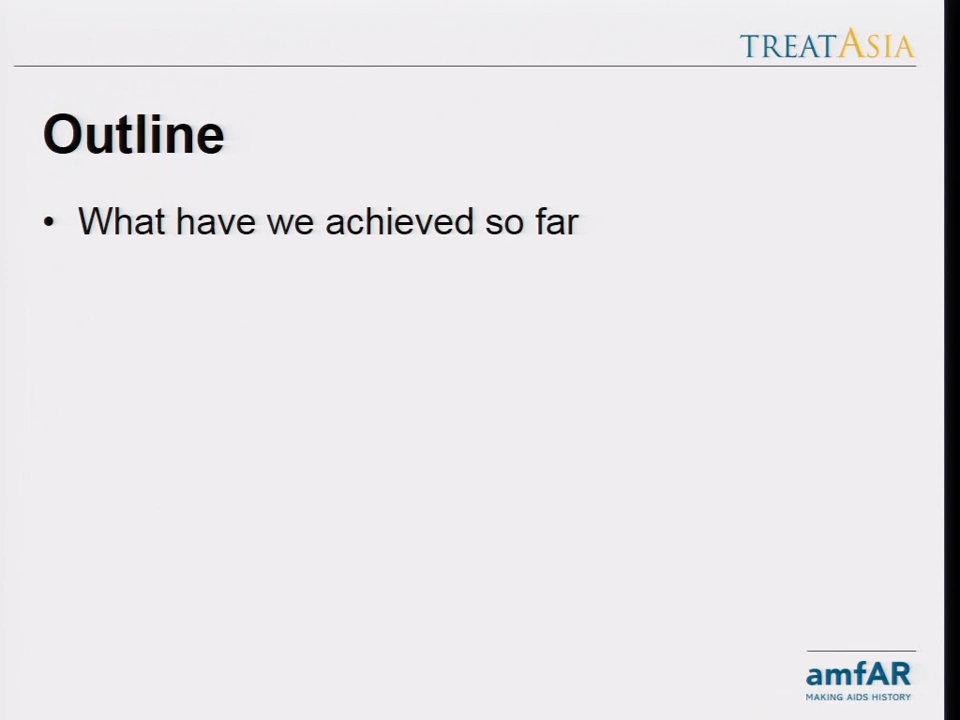 TREATASIA
Outline
• What have we achieved so far
amfAR
MAKING AIDS HISTORY